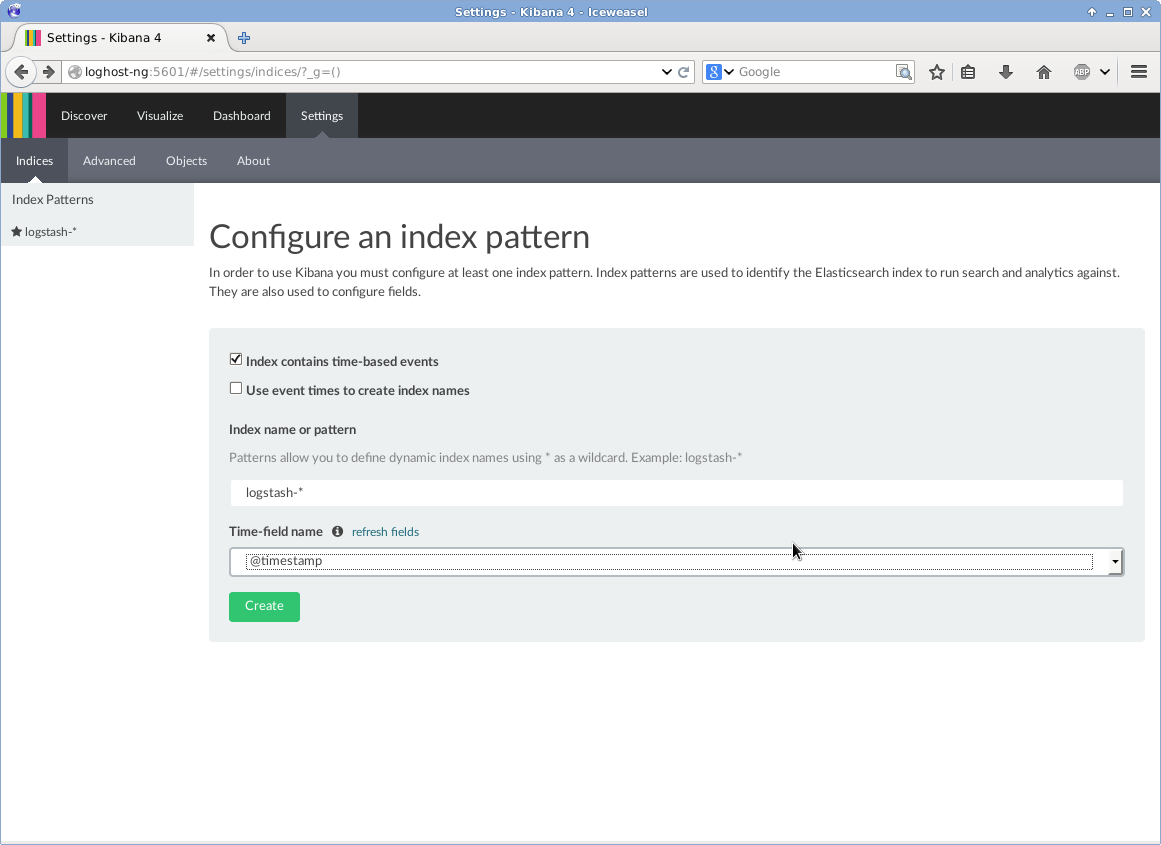 Settings - Kibana 4 - Iceweasel
Settings - Kibana 4
loghost-ng:5601/#/settings/indices/?_g=()
Google
ABP
Discover
Visualize
Dashboard
Settings
Indices
Advanced
Objects
About
Index Patterns
logstash-*
Configure an index pattern
In order to use Kibana you must configure at least one index pattern. Index patterns are used to identify the Elasticsearch index to run search and analytics against.
They are also used to configure fields.
Index contains time-based events
Use event times to create index names
Index name or pattern
Patterns allow you to define dynamic index names using * as a wildcard. Example: logstash-*
logstash-*
Time-field name refresh fields
@timestamp
Create